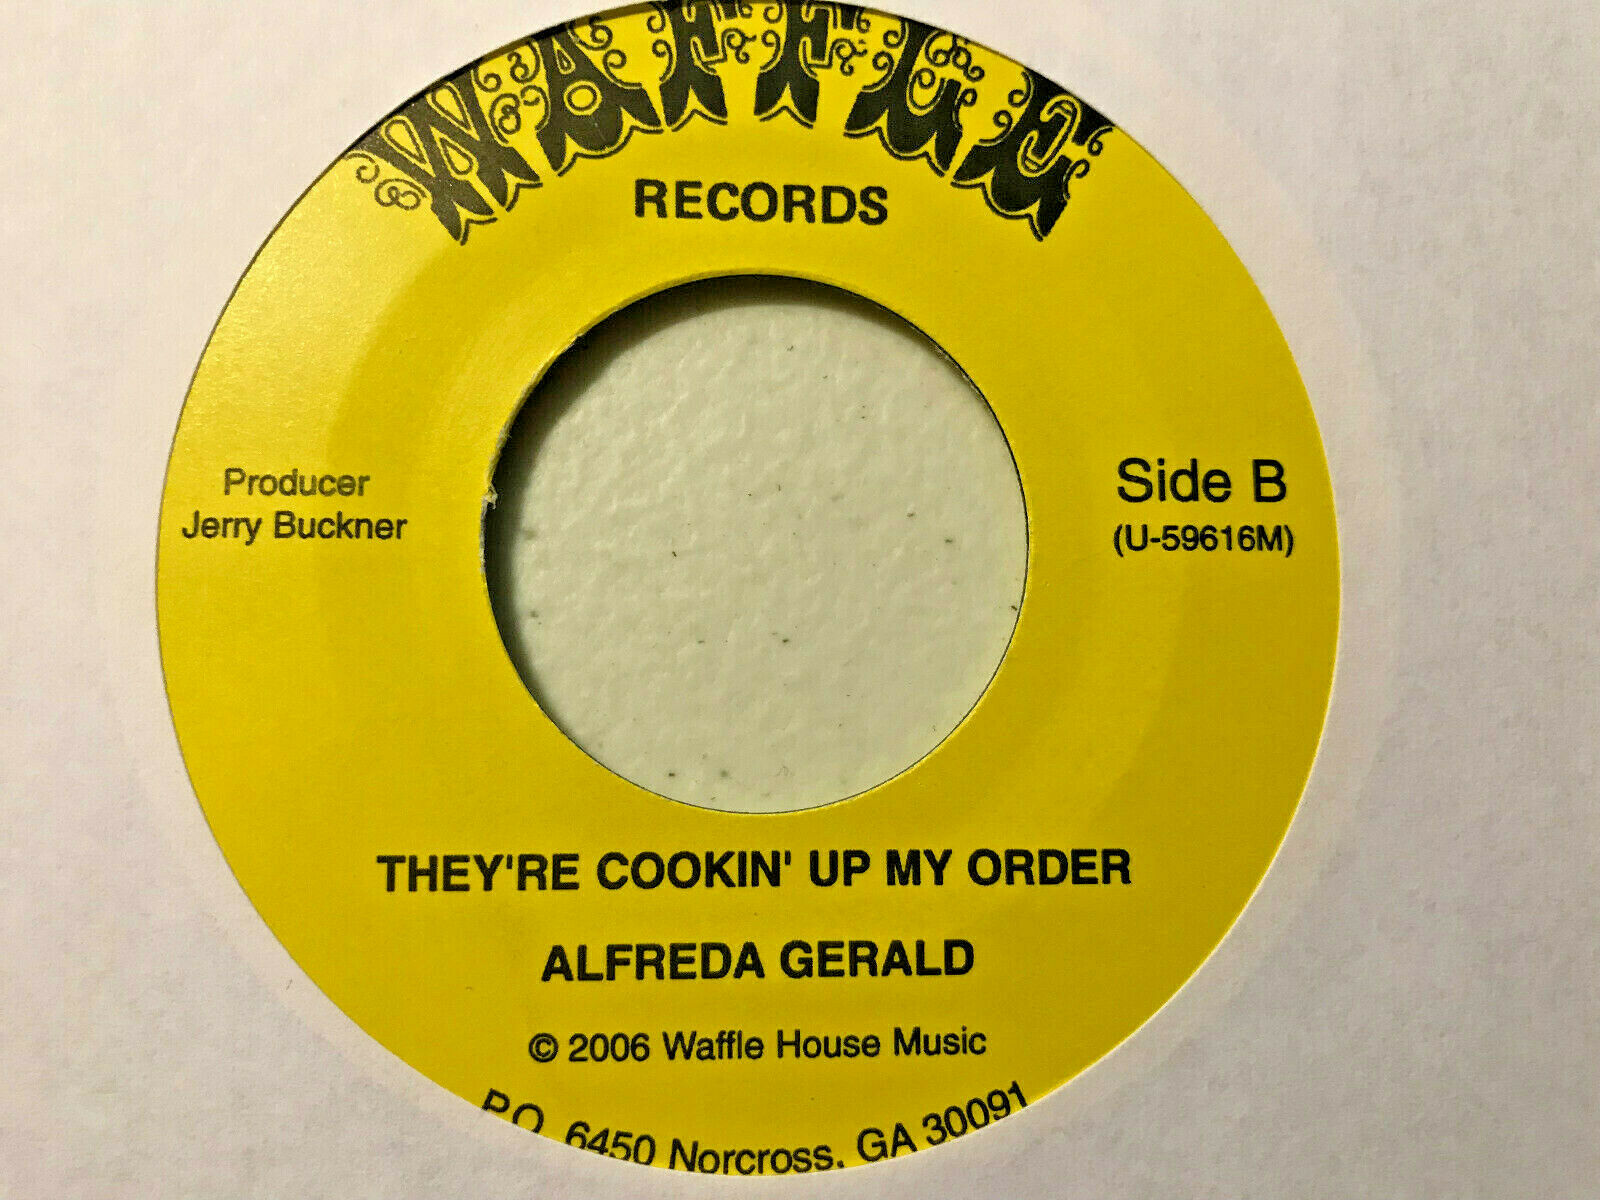 WAFFLE
RECORDS
Producer
Jerry Buckner
Side B
(U-59616M)
THEY'RE COOKIN' UP MY ORDER
ALFREDA GERALD
© 2006 Waffle House Music
P.O. 6450 Norcross, GA 30091